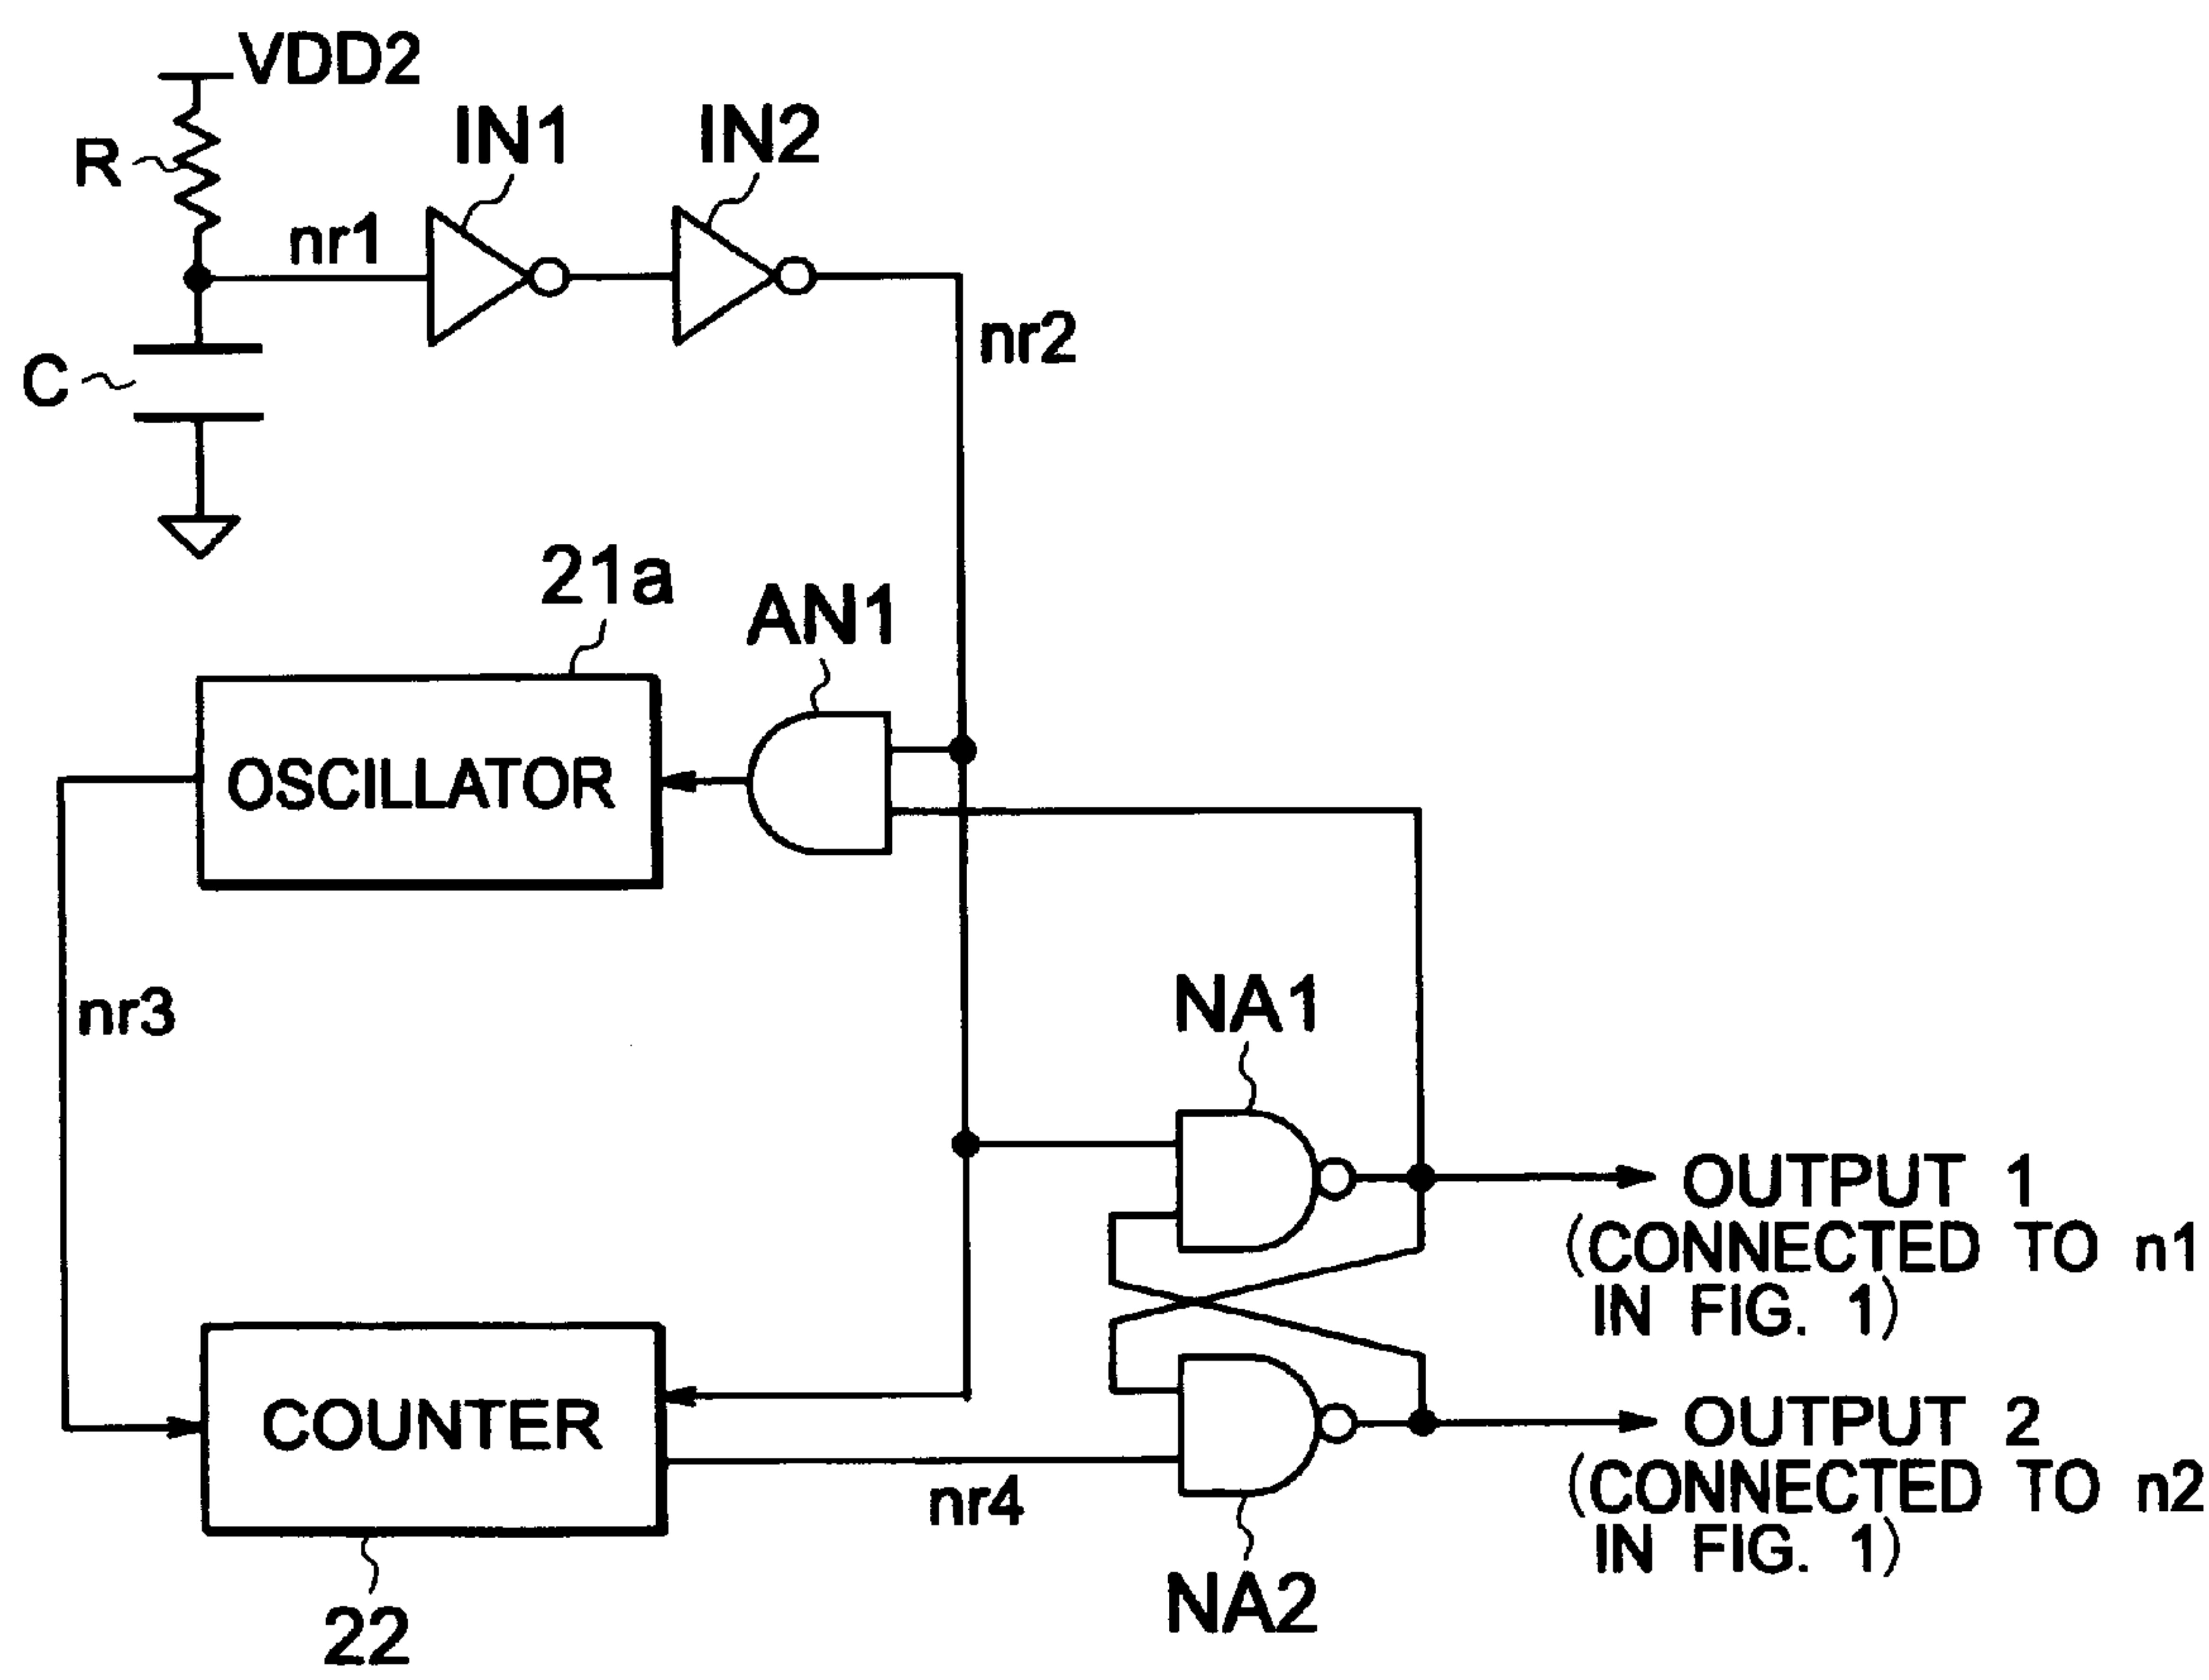 VDD2
IN1
IN2
R
nr1
nr2
C
21a
AN1
OSCILLATOR
nr3
NA1
OUTPUT 1
(CONNECTED TO n1
IN FIG. 1)
COUNTER
OUTPUT 2
(CONNECTED TO n2
IN FIG. 1)
nr4
22
NA2